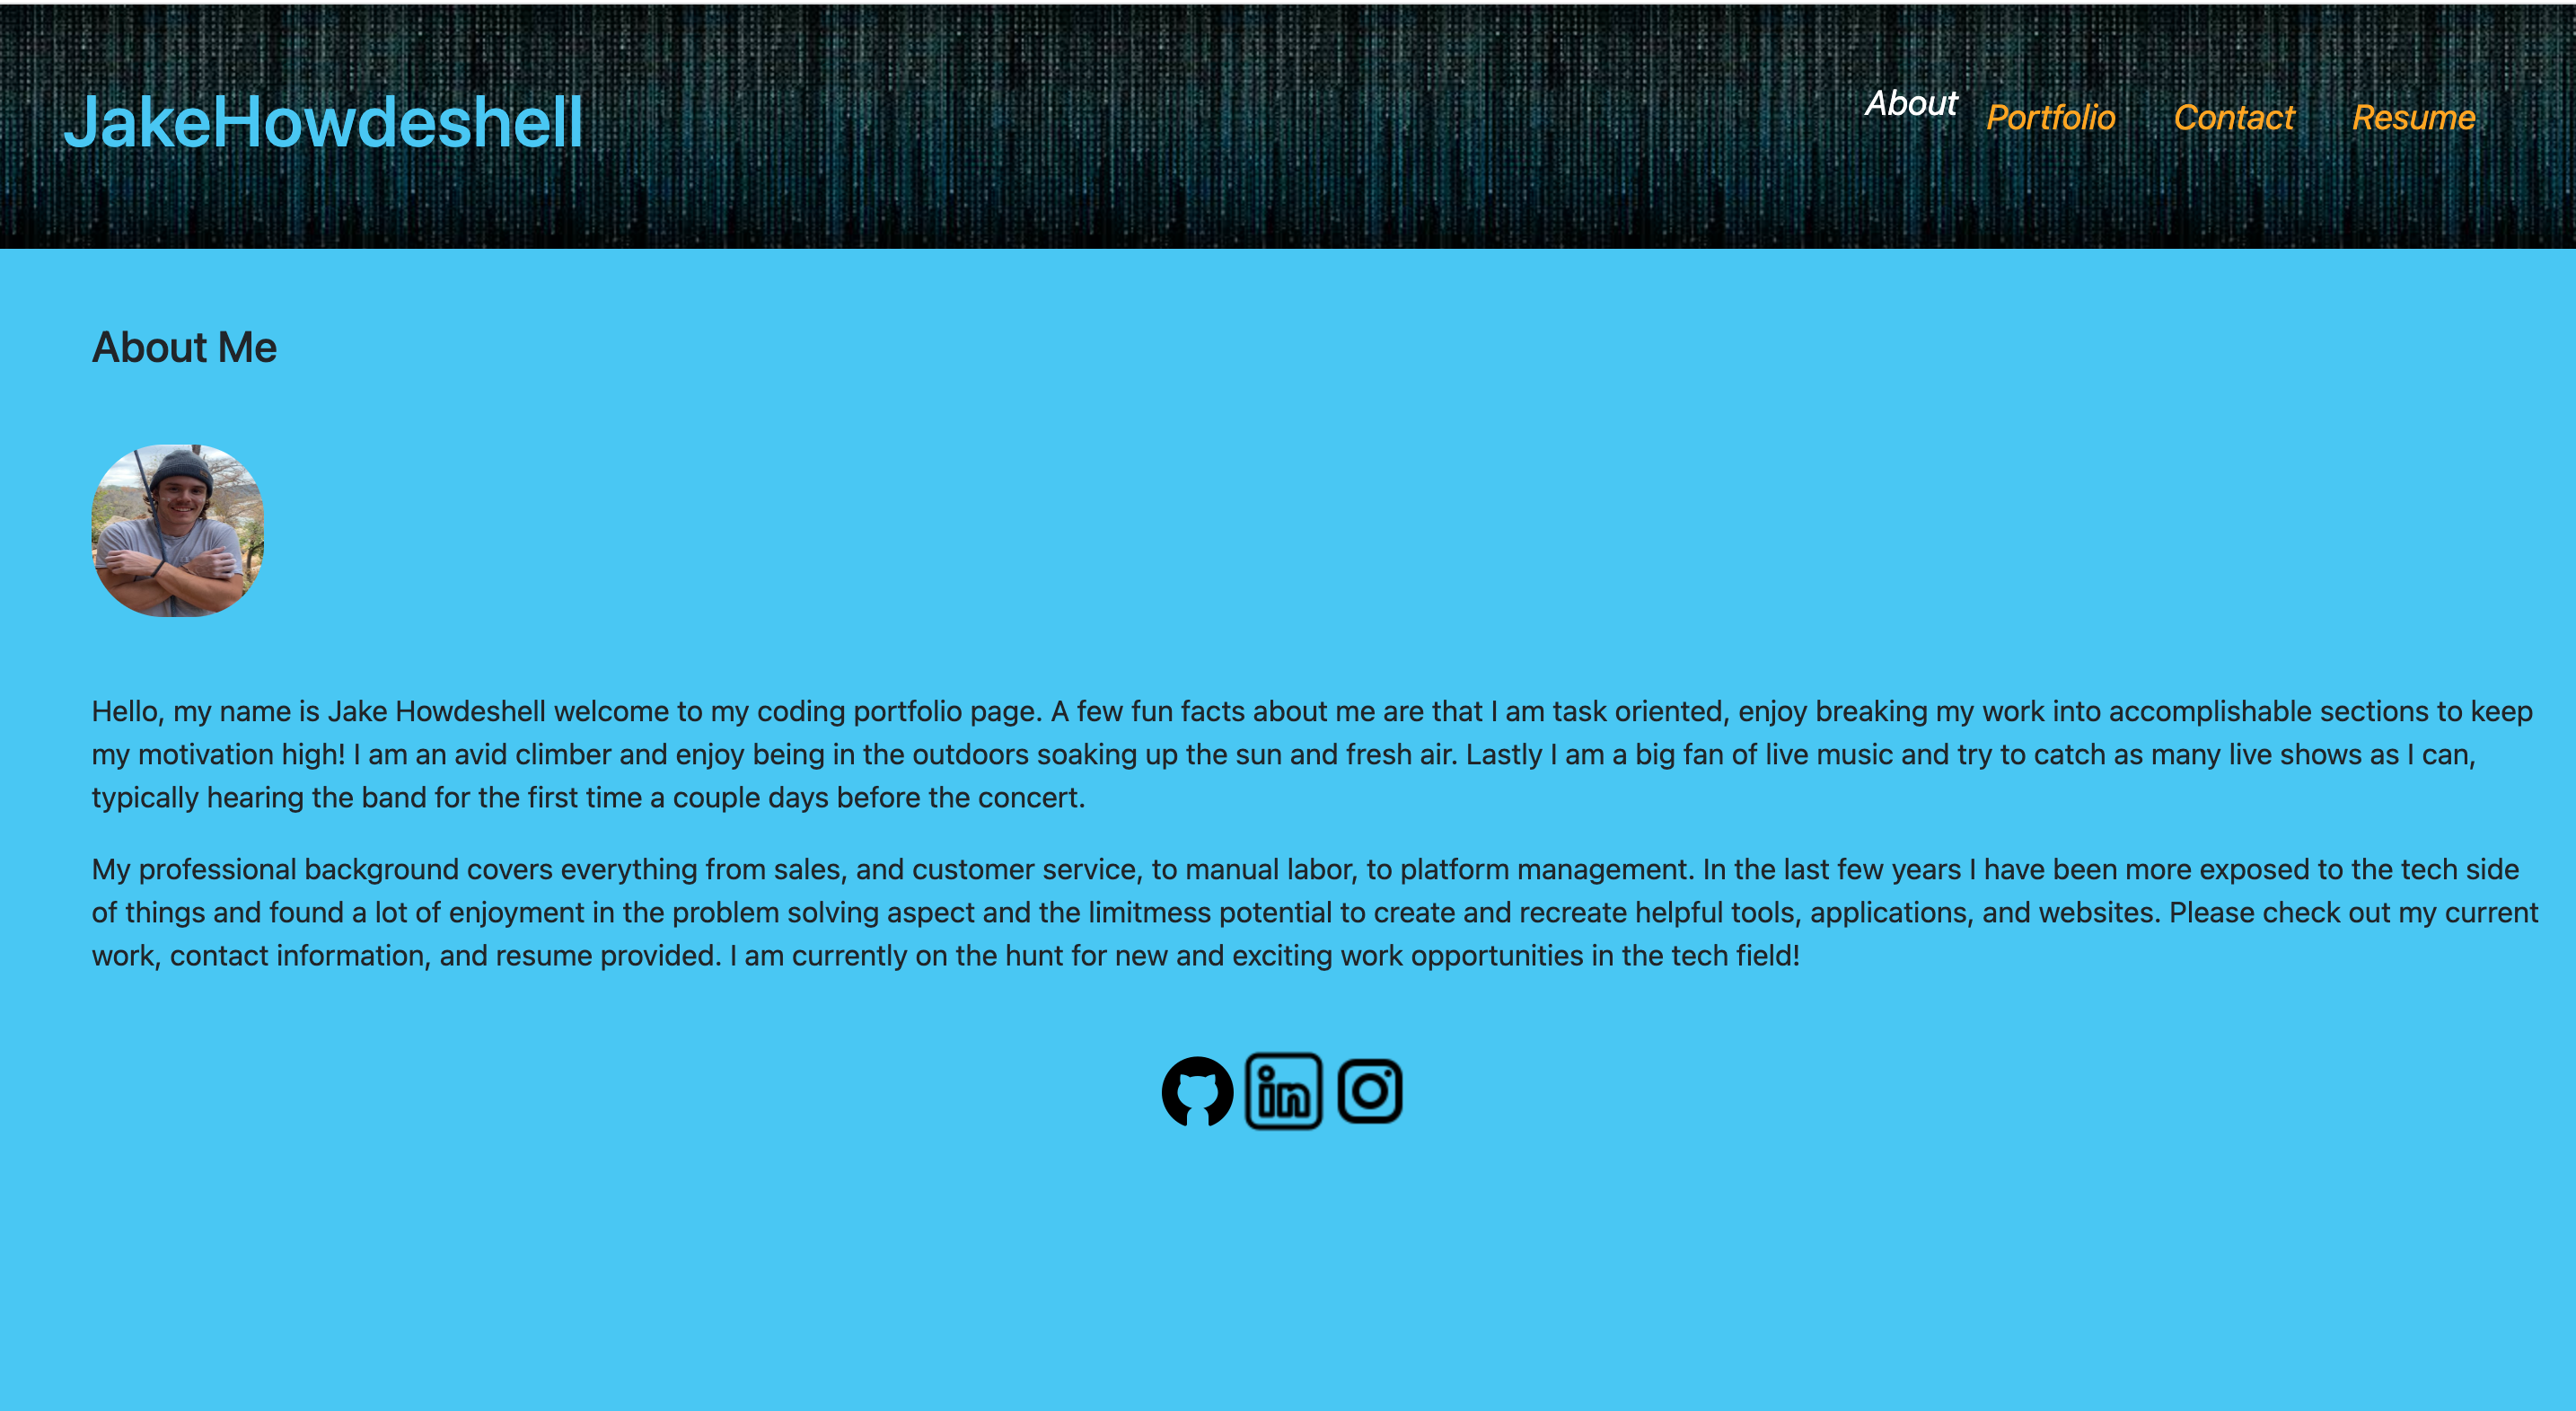 JakeHowdeshell
About
Portfolio
Contact
Resume
About Me
Hello, my name is Jake Howdeshell welcome to my coding portfolio page. A few fun facts about me are that I am task oriented, enjoy breaking my work into accomplishable sections to keep
my motivation high! I am an avid climber and enjoy being in the outdoors soaking up the sun and fresh air. Lastly I am a big fan of live music and try to catch as many live shows as I can,
typically hearing the band for the first time a couple days before the concert.
My professional background covers everything from sales, and customer service, to manual labor, to platform management. In the last few years I have been more exposed to the tech side
of things and found a lot of enjoyment in the problem solving aspect and the limitmess potential to create and recreate helpful tools, applications, and websites. Please check out my current
work, contact information, and resume provided. I am currently on the hunt for new and exciting work opportunities in the tech field!
in